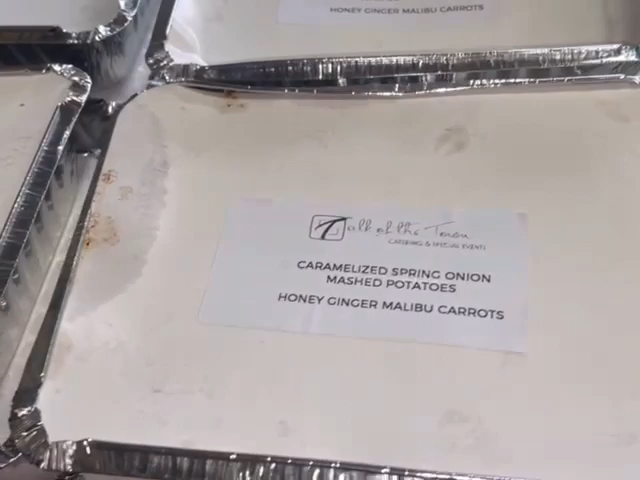 HONEY GINGER MALIBU CARROTS
Talk of the Town
CATERING & SPECIAL EVENTS
CARAMELIZED SPRING ONION
MASHED POTATOES
HONEY GINGER MALIBU CARROTS